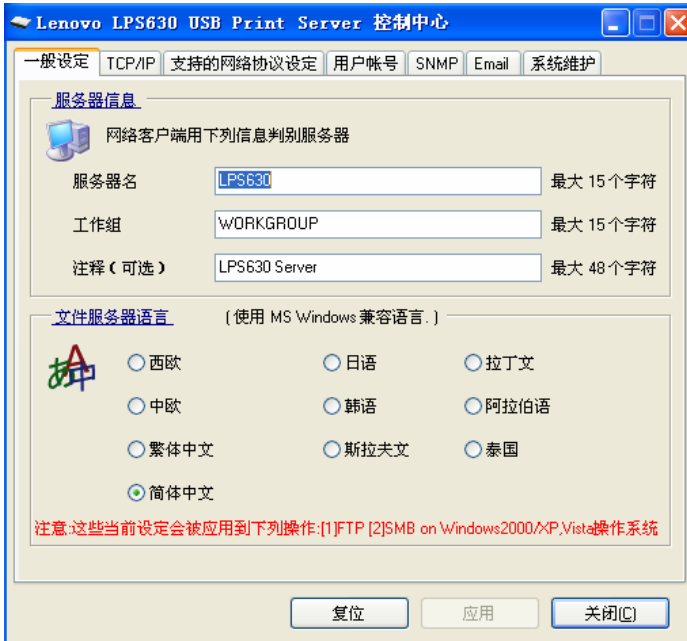 Lenovo LPS630 USB Print Server 控制中心
一般设定 TCP/IP 支持的网络协议设定 用户帐号 SNMP Email 系统维护
服务器信息
网络客户端用下列信息判别服务器
服务器名 LPS630 最大 15个字符
工作组 WORKGROUP 最大 15个字符
注释(可选) LPS630 Server 最大 48个字符
文件服务器语言 (使用 MS Windows 兼容语言.)
西欧 日语 拉丁文
中欧 韩语 阿拉伯语
繁体中文 斯拉夫文 泰国
简体中文
注意:这些当前设定会被应用到下列操作:[1]FTP [2]SMB on Windows2000/XP,Vista操作系统
复位 应用 关闭(C)